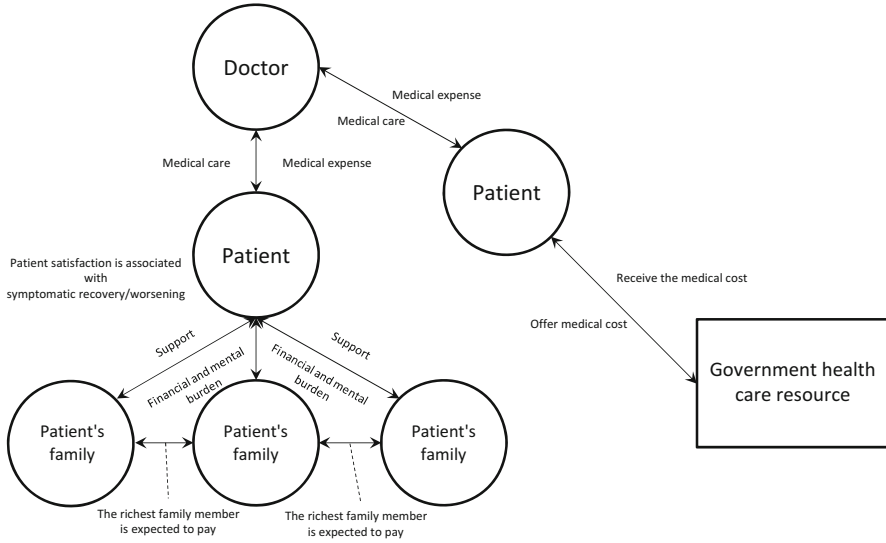 Doctor
Medical expense
Medical care
Medical care
Medical expense
Patient
Patient
Patient satisfaction is associated
with
symptomatic recovery/worsening
Receive the medical cost
Offer medical cost
Support
Financial and mental
burden
Support
Financial and mental
burden
Government health
care resource
Patient's
family
Patient's
family
Patient's
family
The richest family member
is expected to pay
The richest family member
is expected to pay